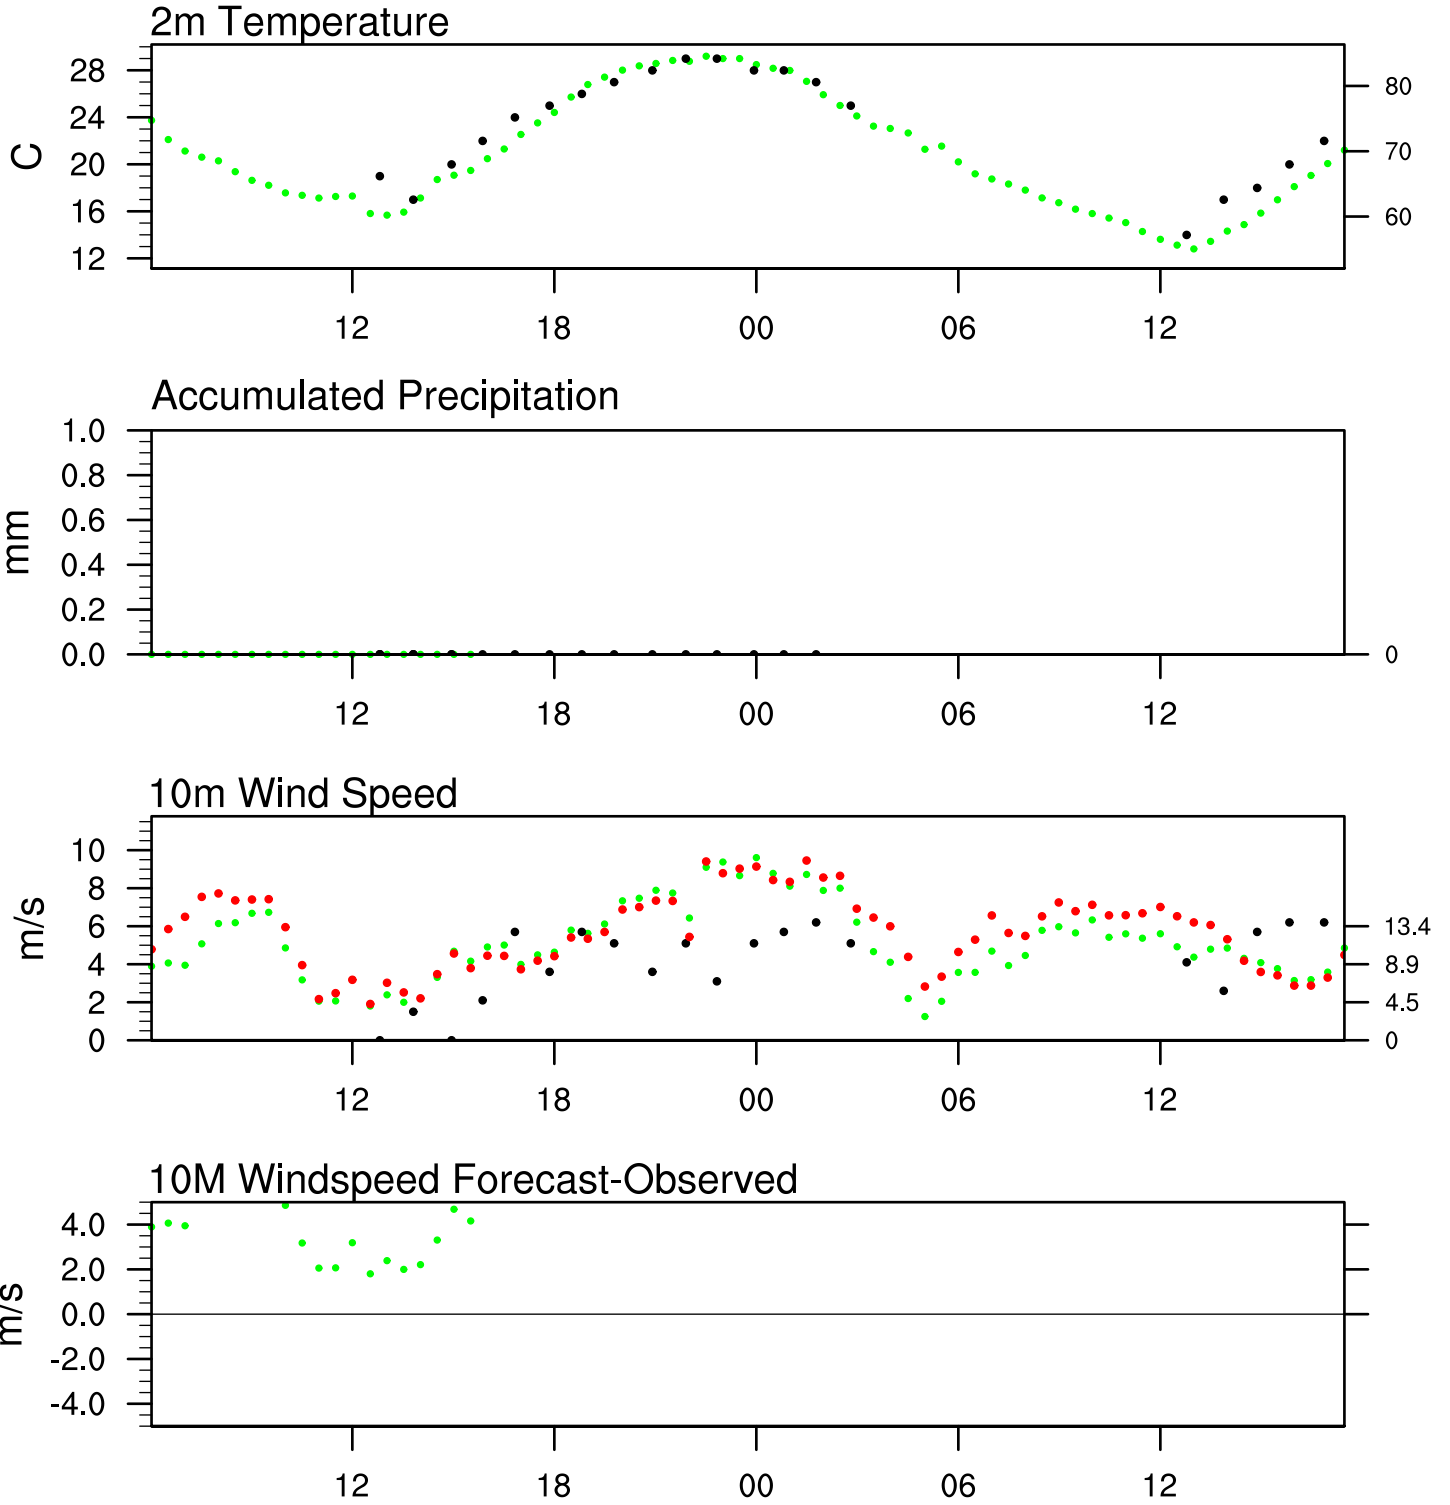 2m Temperature
28
24
20
16
12
C
80
70
60
12 18 00 06 12
Accumulated Precipitation
1.0
0.8
0.6
0.4
0.2
0.0
mm
0
12 18 00 06 12
10m Wind Speed
10
8
6
4
2
0
m/s
13.4
8.9
4.5
0
12 18 00 06 12
10M Windspeed Forecast-Observed
4.0
2.0
0.0
-2.0
-4.0
m/s
12 18 00 06 12